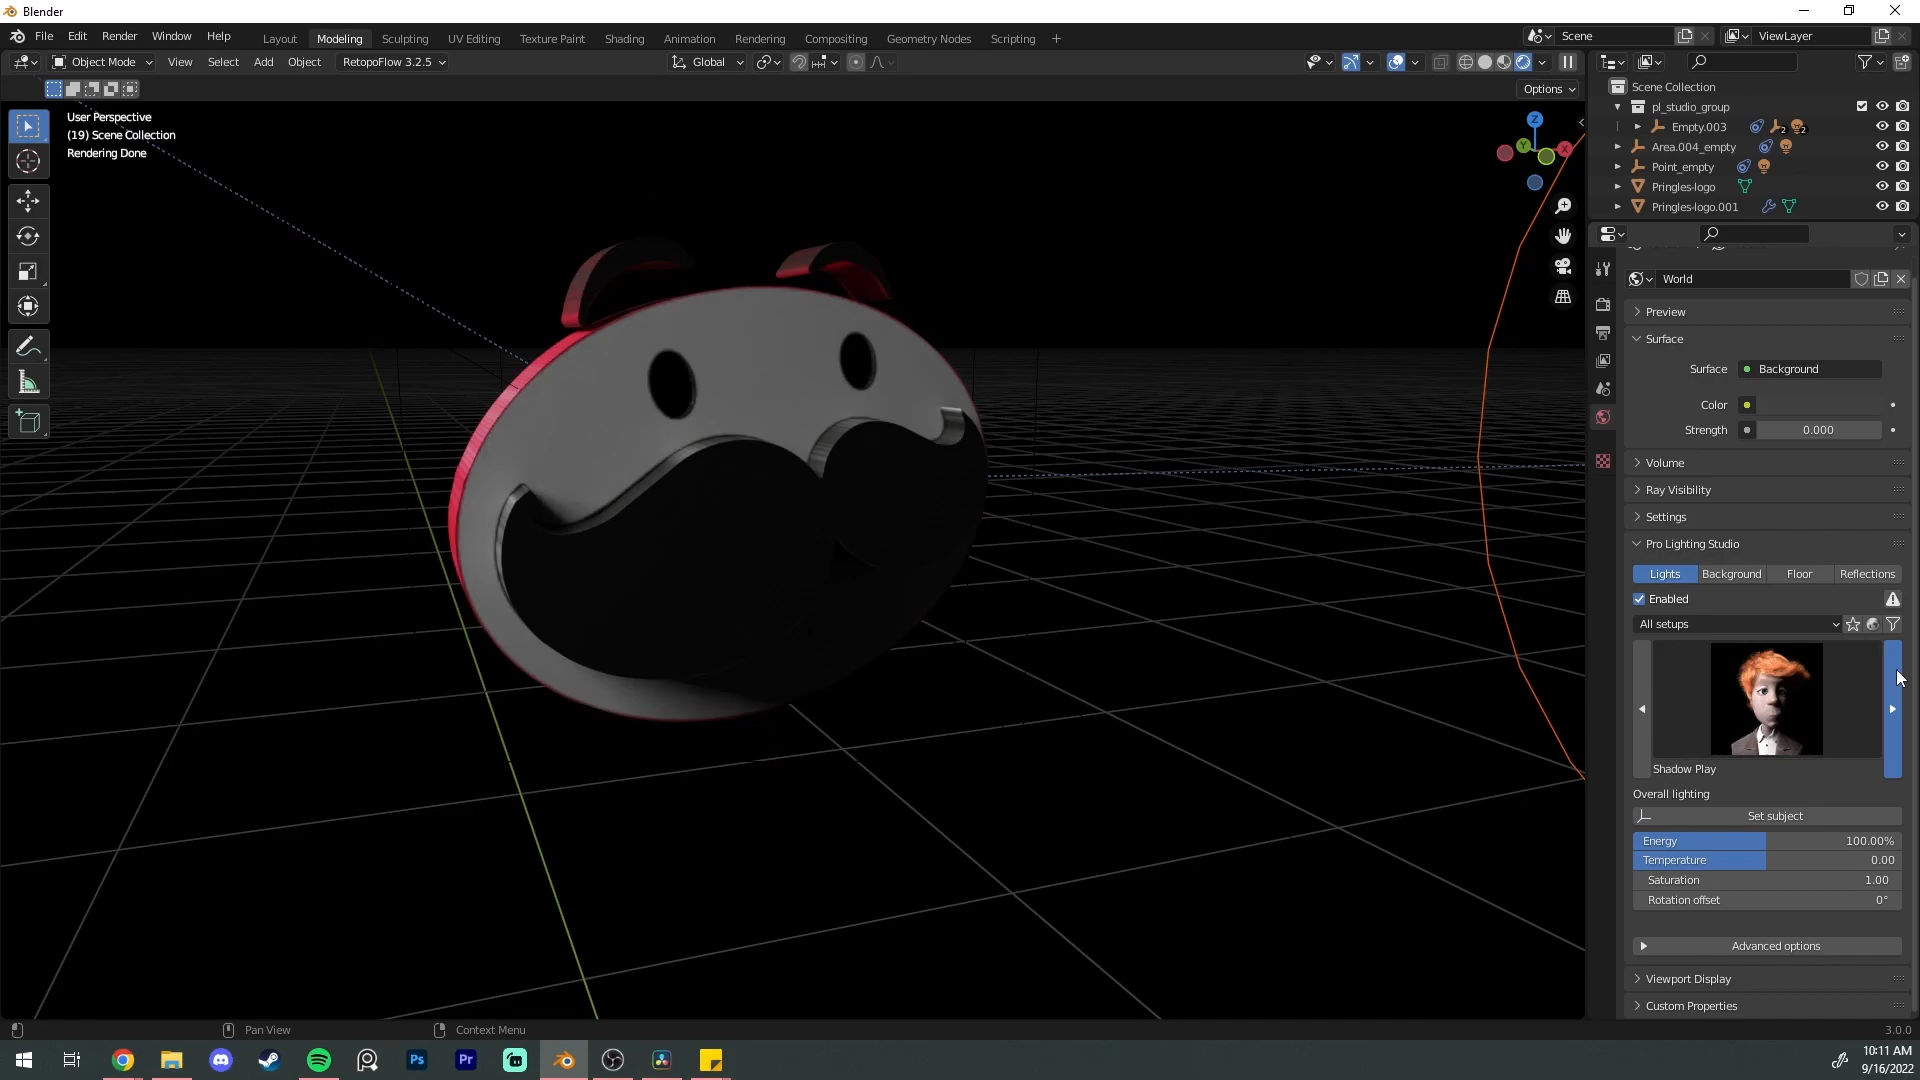 Blender
File Edit Render Window Help
Layout Modeling Sculpting UV Editing Texture Paint Shading Animation Rendering Compositing Geometry Nodes Scripting +
Scene
ViewLayer
Object Mode View Select Add Object RetopoFlow 3.2.5
Global
Options
User Perspective
(19) Scene Collection
Rendering Done
Z
Y
X
Scene Collection
pl_studio_group
Empty.003 2 2
Area.004_empty
Point_empty
Pringles-logo
Pringles-logo.001
World
Preview
Surface
Surface Background
Color
Strength 0.000
Volume
Ray Visibility
Settings
Pro Lighting Studio
Lights Background Floor Reflections
Enabled
All setups
Shadow Play
Overall lighting
Set subject
Energy 100.00%
Temperature 0.00
Saturation 1.00
Rotation offset 0°
Advanced options
Viewport Display
Custom Properties
Pan View
Context Menu
3.0.0
Ps
Pr
10:11 AM
9/16/2022